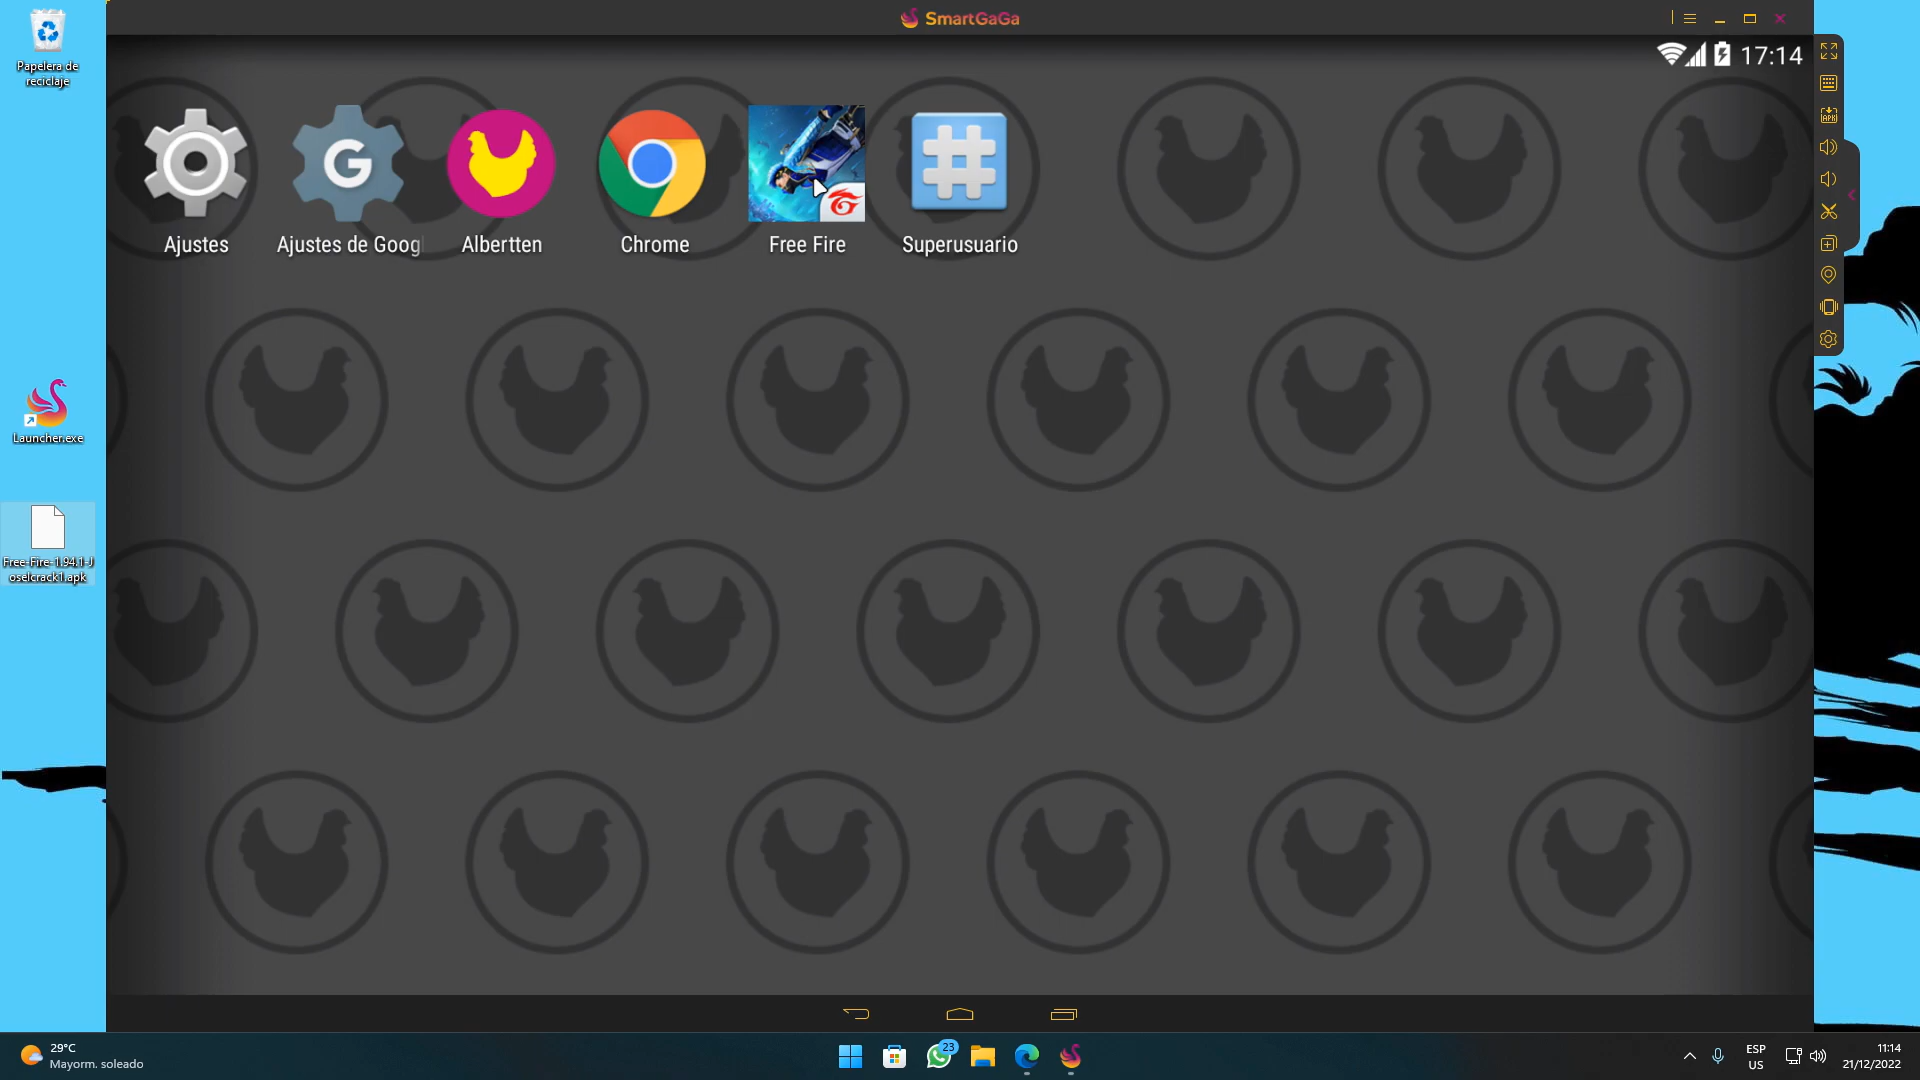 SmartGaGa
17:14
Papelera de
reciclaje
Ajustes
Ajustes de Googl
Albertten
Chrome
Free Fire
Superusuario
APK
Launcher.exe
Free-Fire-1.94.1-J
oselcrack1.apk
29°C
Mayorm. soleado
23
ESP
US
11:14
21/12/2022